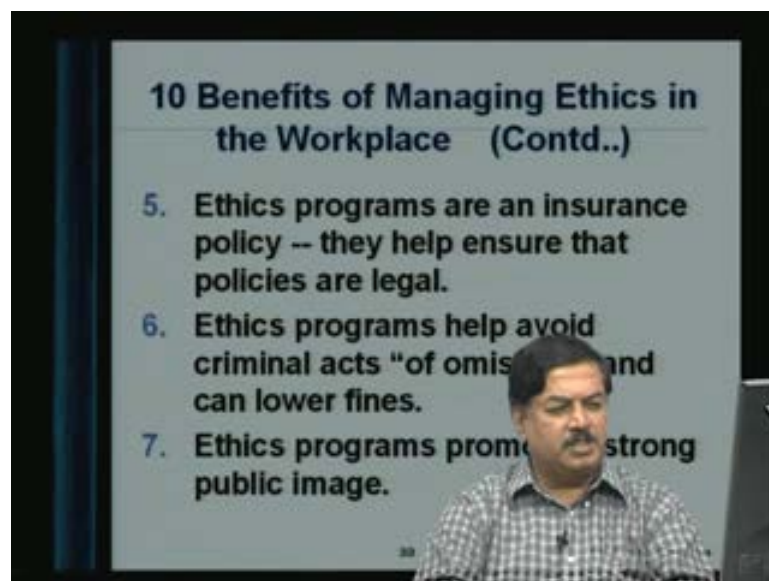 10 Benefits of Managing Ethics in
the Workplace (Contd..)
5. Ethics programs are an insurance
policy -- they help ensure that
policies are legal.
6. Ethics programs help avoid
criminal acts “of omis and
can lower fines.
7. Ethics programs prom strong
public image.